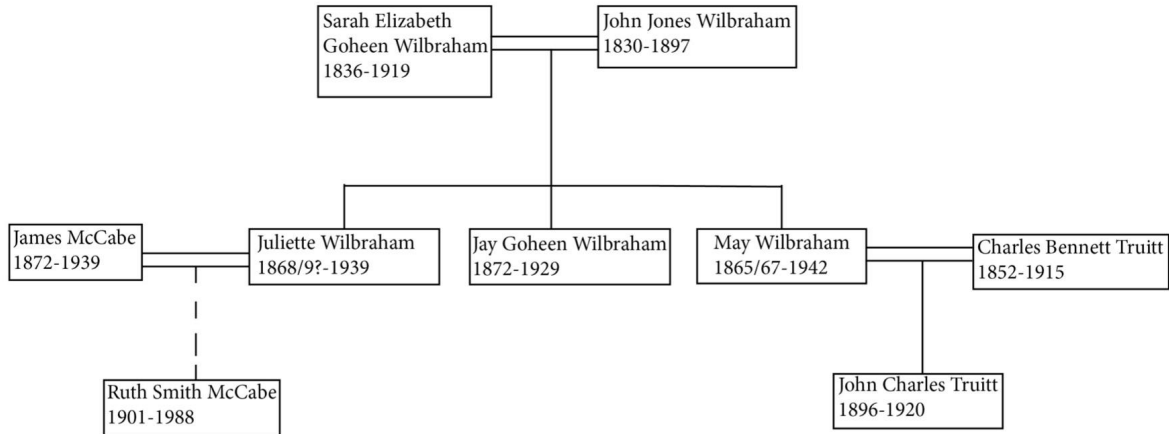 Sarah Elizabeth
Goheen Wilbraham
1836-1919
John Jones Wilbraham
1830-1897
James McCabe
1872-1939
Juliette Wilbraham
1868/9?-1939
Jay Goheen Wilbraham
1872-1929
May Wilbraham
1865/67-1942
Charles Bennett Truitt
1852-1915
Ruth Smith McCabe
1901-1988
John Charles Truitt
1896-1920